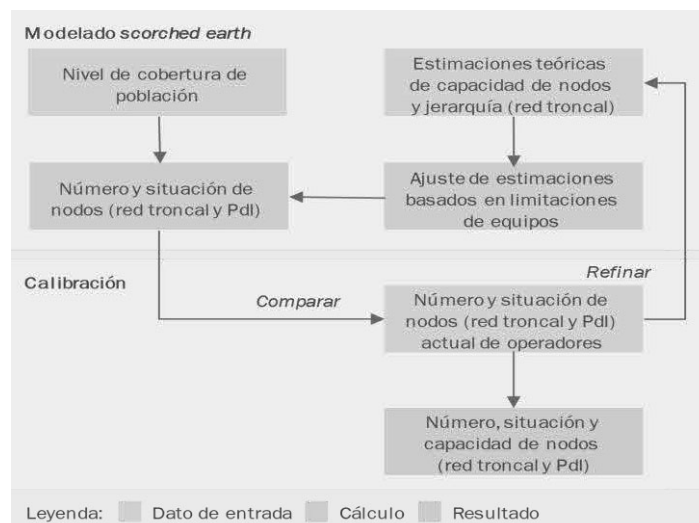 Modelado scorched earth
Nivel de cobertura de
población
Estimaciones teóricas
de capacidad de nodos
y jerarquía (red troncal)
Número y situación de
nodos (red troncal y PdI)
Ajuste de estimaciones
basados en limitaciones
de equipos
Calibración
Comparar
Refinar
Número y situación de
nodos (red troncal y PdI)
actual de operadores
Número, situación y
capacidad de nodos
(red troncal y PdI)
Leyenda: Dato de entrada Cálculo Resultado